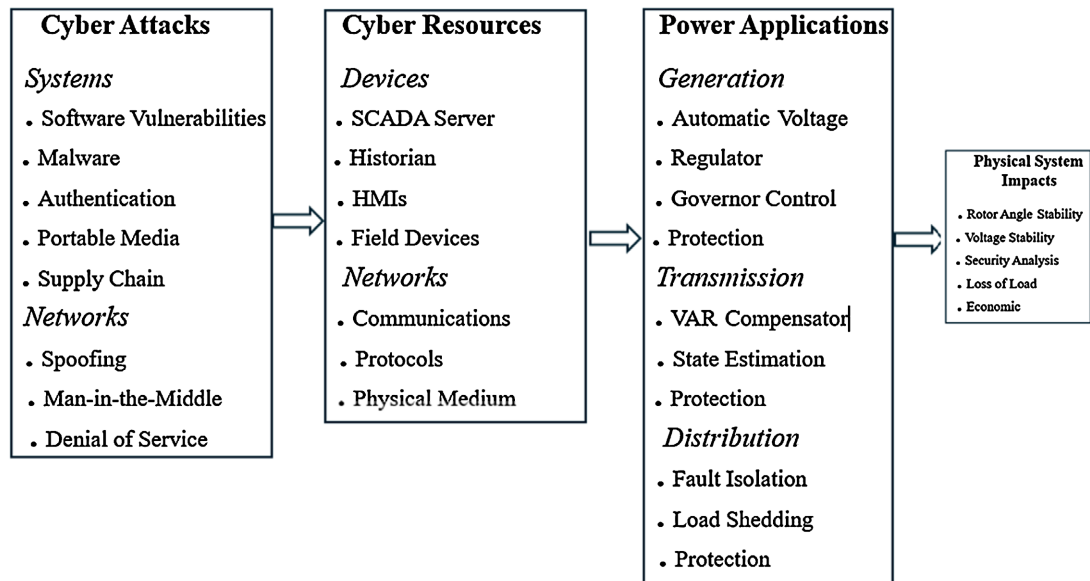 Cyber Attacks
Systems
. Software Vulnerabilities
. Malware
. Authentication
. Portable Media
. Supply Chain
Networks
. Spoofing
. Man-in-the-Middle
. Denial of Service
Cyber Resources
Devices
. SCADA Server
. Historian
. HMIs
. Field Devices
Networks
. Communications
. Protocols
. Physical Medium
Power Applications
Generation
. Automatic Voltage
. Regulator
. Governor Control
. Protection
Transmission
. VAR Compensator
. State Estimation
. Protection
Distribution
. Fault Isolation
. Load Shedding
. Protection
Physical System
Impacts
. Rotor Angle Stability
. Voltage Stability
. Security Analysis
. Loss of Load
. Economic